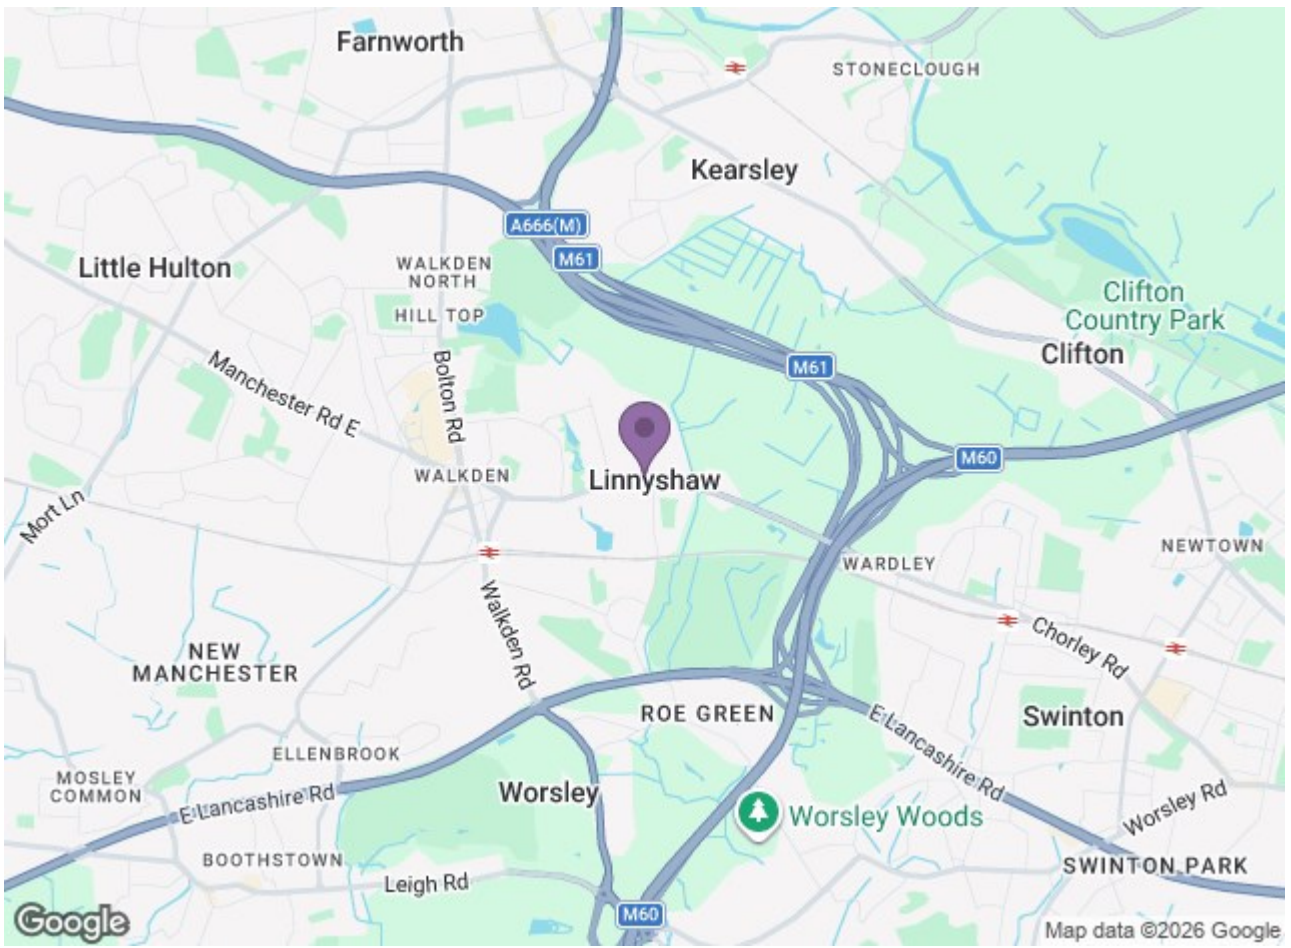 Farnworth
STONECLOUGH
Kearsley
A666(M)
M61
Little Hulton
WALKDEN
NORTH
HILL TOP
Clifton
Country Park
Clifton
M61
Manchester Rd E
Bolton Rd
M60
WALKDEN
Linnyshaw
Mort Ln
NEWTOWN
WARDLEY
Walkden Rd
Chorley Rd
NEW
MANCHESTER
ROE GREEN
Swinton
E Lancashire Rd
ELLENBROOK
MOSLEY
COMMON
Worsley
E Lancashire Rd
Worsley Woods
Worsley Rd
BOOTHSTOWN
Leigh Rd
SWINTON PARK
M60
Google
Map data ©2026 Google